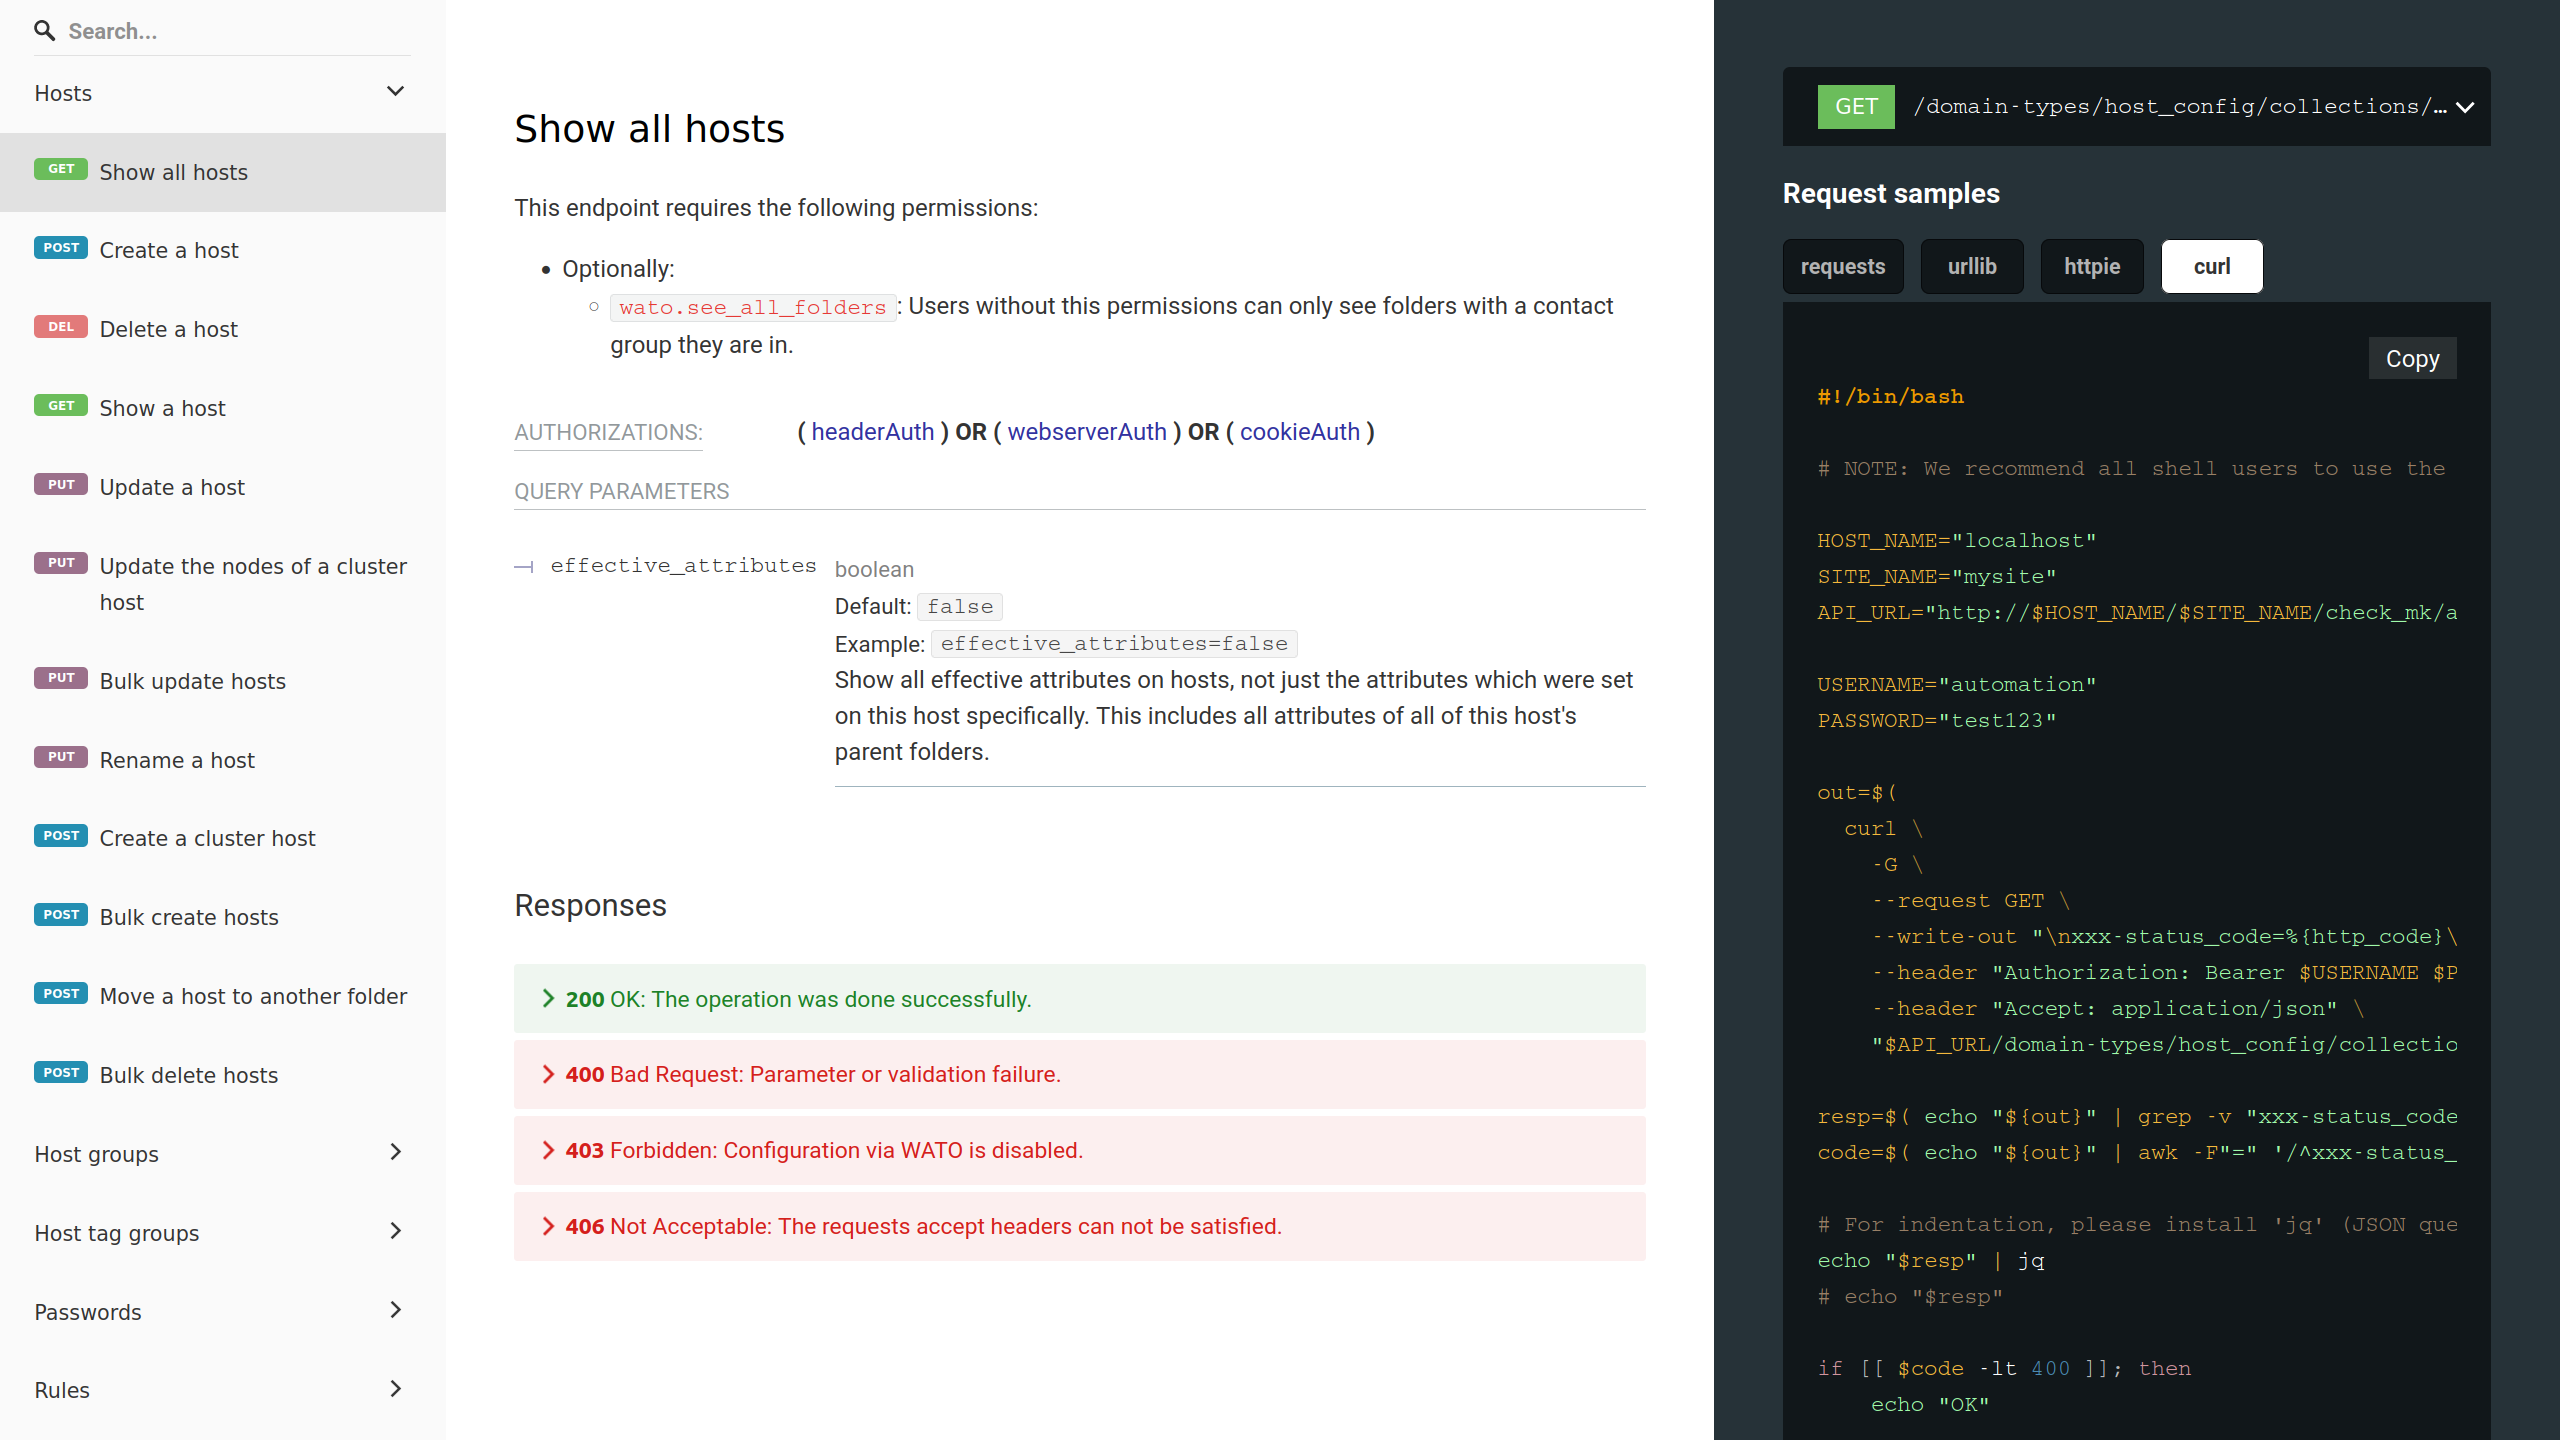 Search...
Hosts
GET Show all hosts
POST Create a host
DEL Delete a host
GET Show a host
PUT Update a host
PUT Update the nodes of a cluster
host
PUT Bulk update hosts
PUT Rename a host
POST Create a cluster host
POST Bulk create hosts
POST Move a host to another folder
POST Bulk delete hosts
Host groups
Host tag groups
Passwords
Rules
Show all hosts
This endpoint requires the following permissions:
• Optionally:
○ wato.see_all_folders: Users without this permissions can only see folders with a contact
group they are in.
AUTHORIZATIONS: ( headerAuth ) OR ( webserverAuth ) OR ( cookieAuth )
QUERY PARAMETERS
effective_attributes boolean
Default: false
Example: effective_attributes=false
Show all effective attributes on hosts, not just the attributes which were set
on this host specifically. This includes all attributes of all of this host's
parent folders.
Responses
200 OK: The operation was done successfully.
400 Bad Request: Parameter or validation failure.
403 Forbidden: Configuration via WATO is disabled.
406 Not Acceptable: The requests accept headers can not be satisfied.
GET /domain-types/host_config/collections/…
Request samples
requests urllib httpie curl
Copy
#!/bin/bash
# NOTE: We recommend all shell users to use the
HOST_NAME="localhost"
SITE_NAME="mysite"
API_URL="http://$HOST_NAME/$SITE_NAME/check_mk/a
USERNAME="automation"
PASSWORD="test123"
out=$(
curl \
-G \
--request GET \
--write-out "\nxxx-status_code=%{http_code}\
--header "Authorization: Bearer $USERNAME $P
--header "Accept: application/json" \
"$API_URL/domain-types/host_config/collectio
resp=$( echo "${out}" | grep -v "xxx-status_code
code=$( echo "${out}" | awk -F"=" '/^xxx-status_
# For indentation, please install 'jq' (JSON que
echo "$resp" | jq
# echo "$resp"
if [[ $code -lt 400 ]]; then
echo "OK"